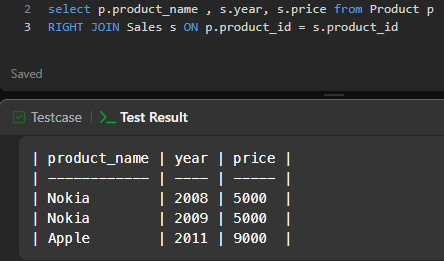 2 select p.product_name , s.year, s.price from Product p
3 RIGHT JOIN Sales s ON p.product_id = s.product_id
Saved
Testcase | >_ Test Result
| product_name | year | price |
| ------------ | ---- | ----- |
| Nokia | 2008 | 5000 |
| Nokia | 2009 | 5000 |
| Apple | 2011 | 9000 |